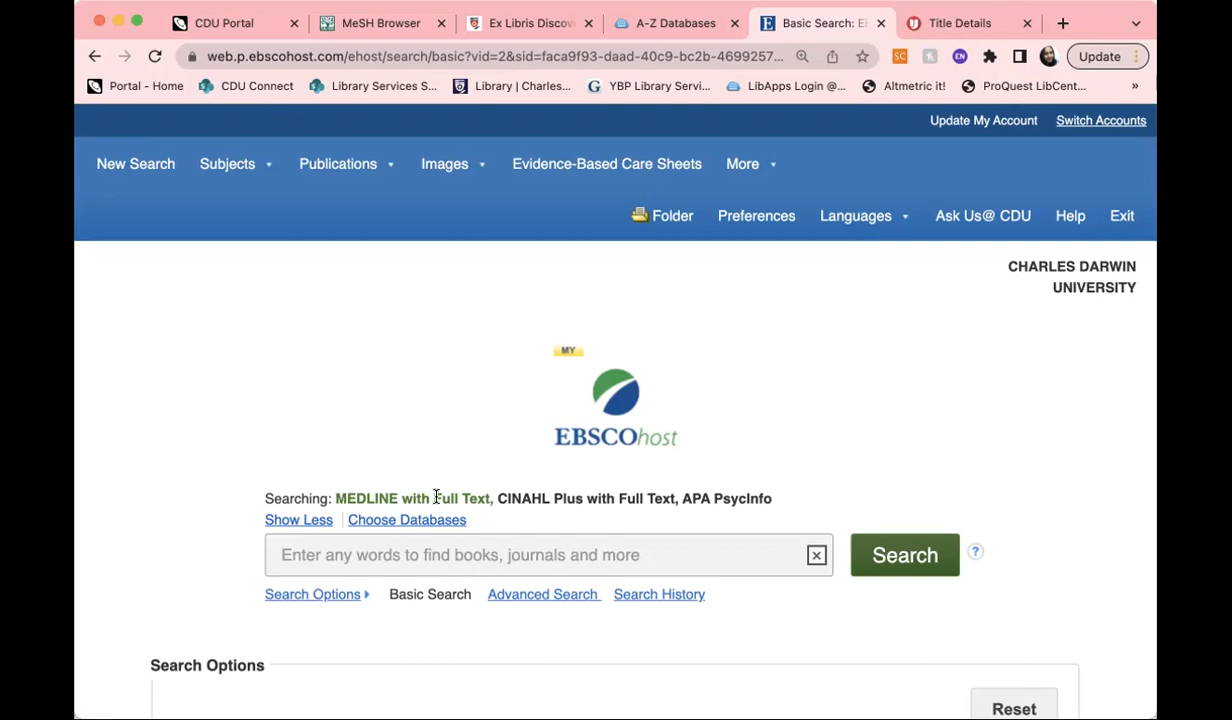 CDU Portal
MeSH Browser
Ex Libris Discov
A-Z Databases
Basic Search: E
Title Details
web.p.ebscohost.com/ehost/search/basic?vid=2&sid=faca9f93-daad-40c9-bc2b-4699257...
SC
EN
Update
Portal - Home
CDU Connect
Library Services S...
Library | Charles...
YBP Library Servi...
LibApps Login @...
Altmetric it!
ProQuest LibCent...
»
Update My Account
Switch Accounts
New Search
Subjects
Publications
Images
Evidence-Based Care Sheets
More
Folder
Preferences
Languages
Ask Us@ CDU
Help
Exit
CHARLES DARWIN
UNIVERSITY
MY
EBSCOhost
Searching: MEDLINE with Full Text, CINAHL Plus with Full Text, APA PsycInfo
Show Less
Choose Databases
Enter any words to find books, journals and more
Search
?
Search Options
Basic Search
Advanced Search
Search History
Search Options
Reset